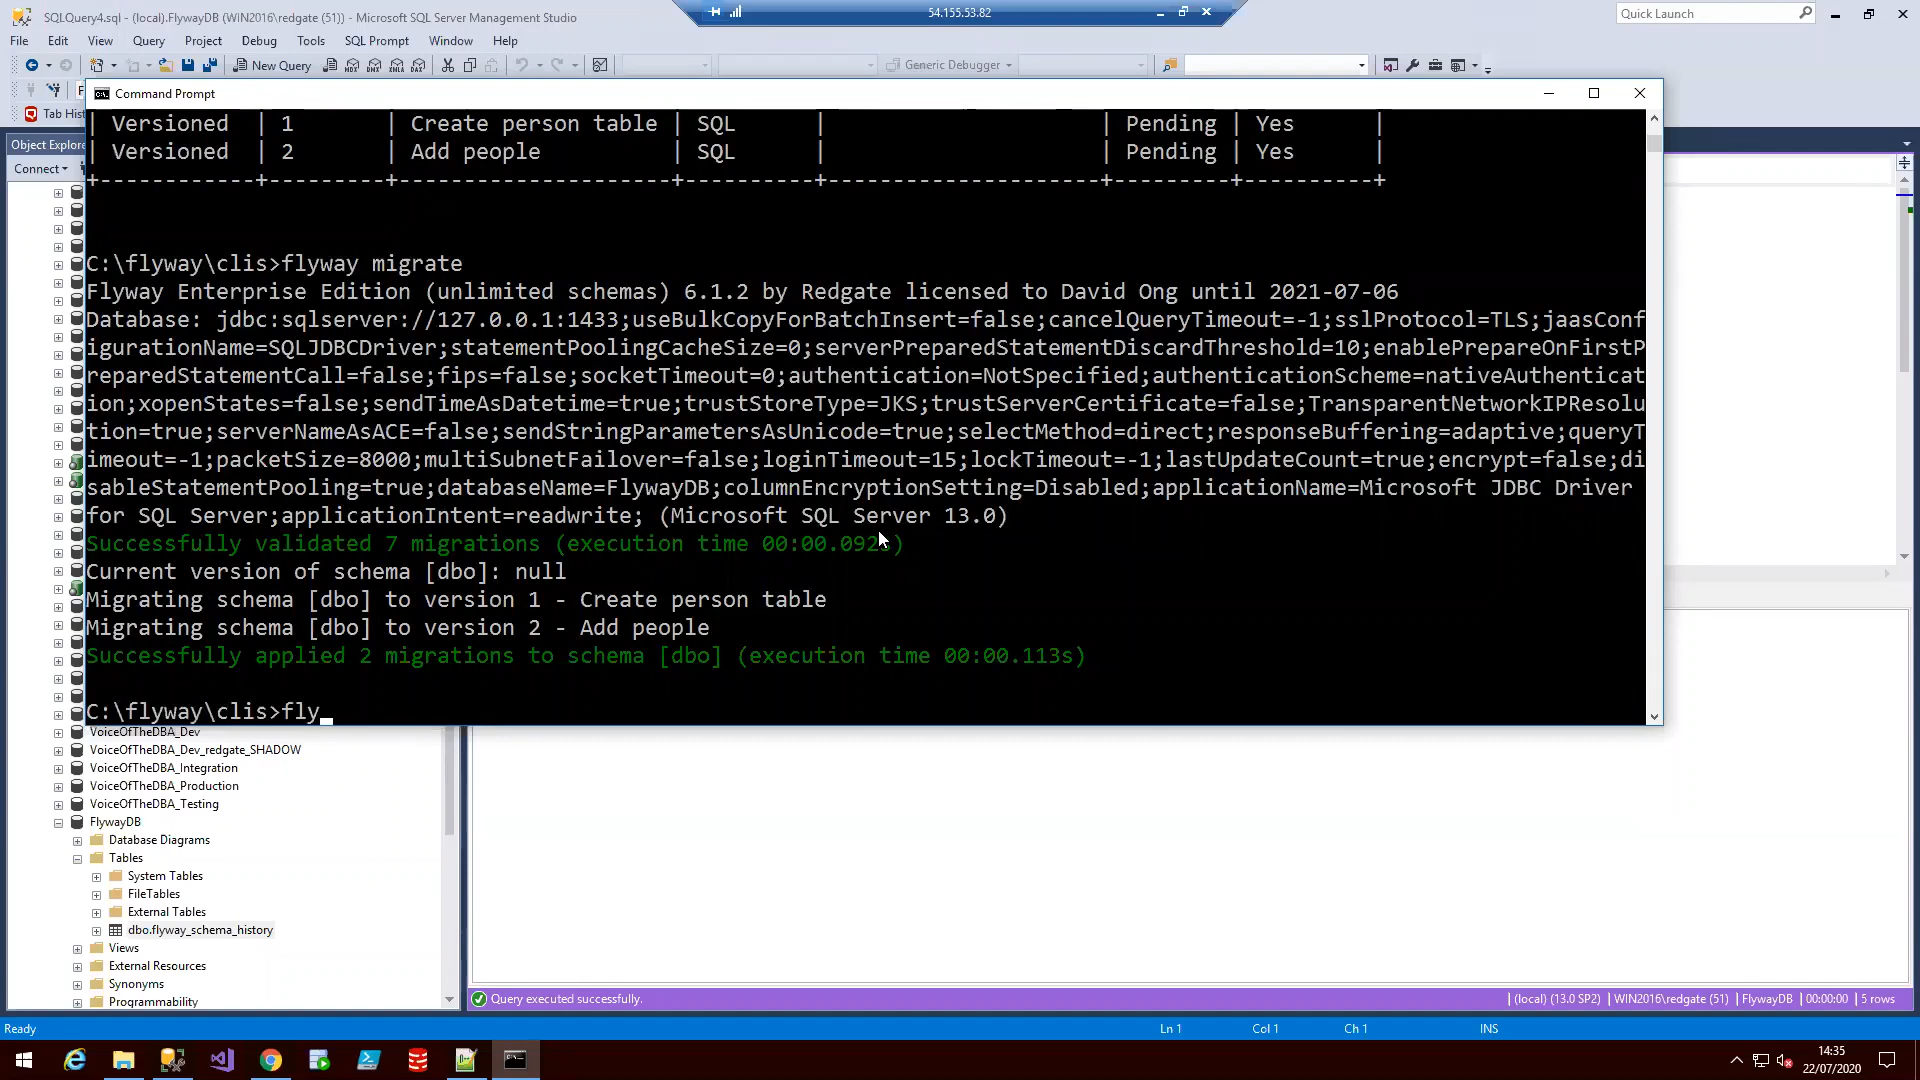 SQLQuery4.sql - (local).FlywayDB (WIN2016\redgate (51)) - Microsoft SQL Server Management Studio
54.155.53.82
Quick Launch
File Edit View Query Project Debug Tools SQL Prompt Window Help
New Query
Generic Debugger
Tab Hist
Command Prompt
Object Explore
Connect
| Versioned | 1 | Create person table | SQL | | Pending | Yes |
| Versioned | 2 | Add people | SQL | | Pending | Yes |
+------------+---------+---------------------+----------+---------------------+---------+----------+
C:\flyway\clis>flyway migrate
Flyway Enterprise Edition (unlimited schemas) 6.1.2 by Redgate licensed to David Ong until 2021-07-06
Database: jdbc:sqlserver://127.0.0.1:1433;useBulkCopyForBatchInsert=false;cancelQueryTimeout=-1;sslProtocol=TLS;jaasConf
igurationName=SQLJDBCDriver;statementPoolingCacheSize=0;serverPreparedStatementDiscardThreshold=10;enablePrepareOnFirstP
reparedStatementCall=false;fips=false;socketTimeout=0;authentication=NotSpecified;authenticationScheme=nativeAuthenticat
ion;xopenStates=false;sendTimeAsDatetime=true;trustStoreType=JKS;trustServerCertificate=false;TransparentNetworkIPResolu
tion=true;serverNameAsACE=false;sendStringParametersAsUnicode=true;selectMethod=direct;responseBuffering=adaptive;queryT
imeout=-1;packetSize=8000;multiSubnetFailover=false;loginTimeout=15;lockTimeout=-1;lastUpdateCount=true;encrypt=false;di
sableStatementPooling=true;databaseName=FlywayDB;columnEncryptionSetting=Disabled;applicationName=Microsoft JDBC Driver
for SQL Server;applicationIntent=readwrite; (Microsoft SQL Server 13.0)
Successfully validated 7 migrations (execution time 00:00.092s)
Current version of schema [dbo]: null
Migrating schema [dbo] to version 1 - Create person table
Migrating schema [dbo] to version 2 - Add people
Successfully applied 2 migrations to schema [dbo] (execution time 00:00.113s)
C:\flyway\clis>fly_
VoiceOfTheDBA_Dev
VoiceOfTheDBA_Dev_redgate_SHADOW
VoiceOfTheDBA_Integration
VoiceOfTheDBA_Production
VoiceOfTheDBA_Testing
FlywayDB
Database Diagrams
Tables
System Tables
FileTables
External Tables
dbo.flyway_schema_history
Views
External Resources
Synonyms
Programmability
Query executed successfully.
(local) (13.0 SP2) | WIN2016\redgate (51) | FlywayDB | 00:00:00 | 5 rows
Ready
Ln 1 Col 1 Ch 1 INS
14:35
22/07/2020